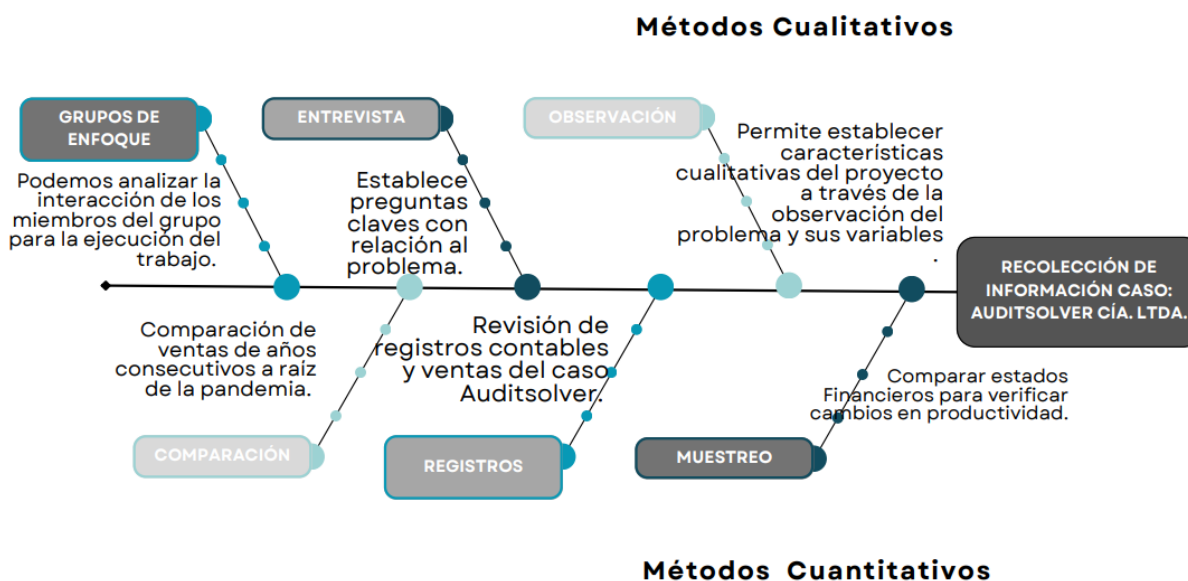 Métodos Cualitativos
GRUPOS DE
ENFOQUE
Podemos analizar la
interacción de los
miembros del grupo
para la ejecución del
trabajo.
ENTREVISTA
Establece
preguntas
claves con
relación al
problema.
OBSERVACIÓN
Permite establecer
características
cualitativas del proyecto
a través de la
observación del
problema y sus variables
.
RECOLECCIÓN DE
INFORMACIÓN CASO:
AUDITSOLVER CÍA. LTDA.
Comparación de
ventas de años
consecutivos a raíz
de la pandemia.
COMPARACIÓN
Revisión de
registros contables
y ventas del caso
Auditsolver.
REGISTROS
Comparar estados
Financieros para verificar
cambios en productividad.
MUESTREO
Métodos Cuantitativos